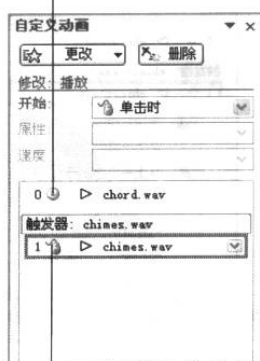 自定义动画
更改 删除
修改: 播放
开始: 单击时
属性
速度
0 chord.wav
触发器: chimes.wav
1 chimes.wav